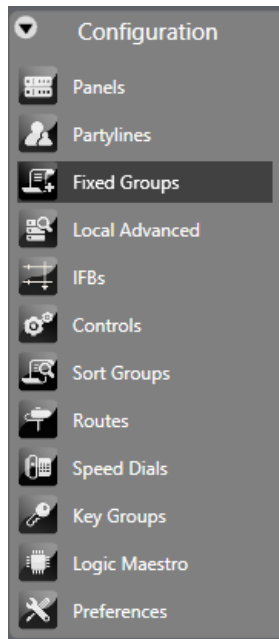 Configuration
Panels
Partylines
Fixed Groups
Local Advanced
IFBs
Controls
Sort Groups
Routes
Speed Dials
Key Groups
Logic Maestro
Preferences